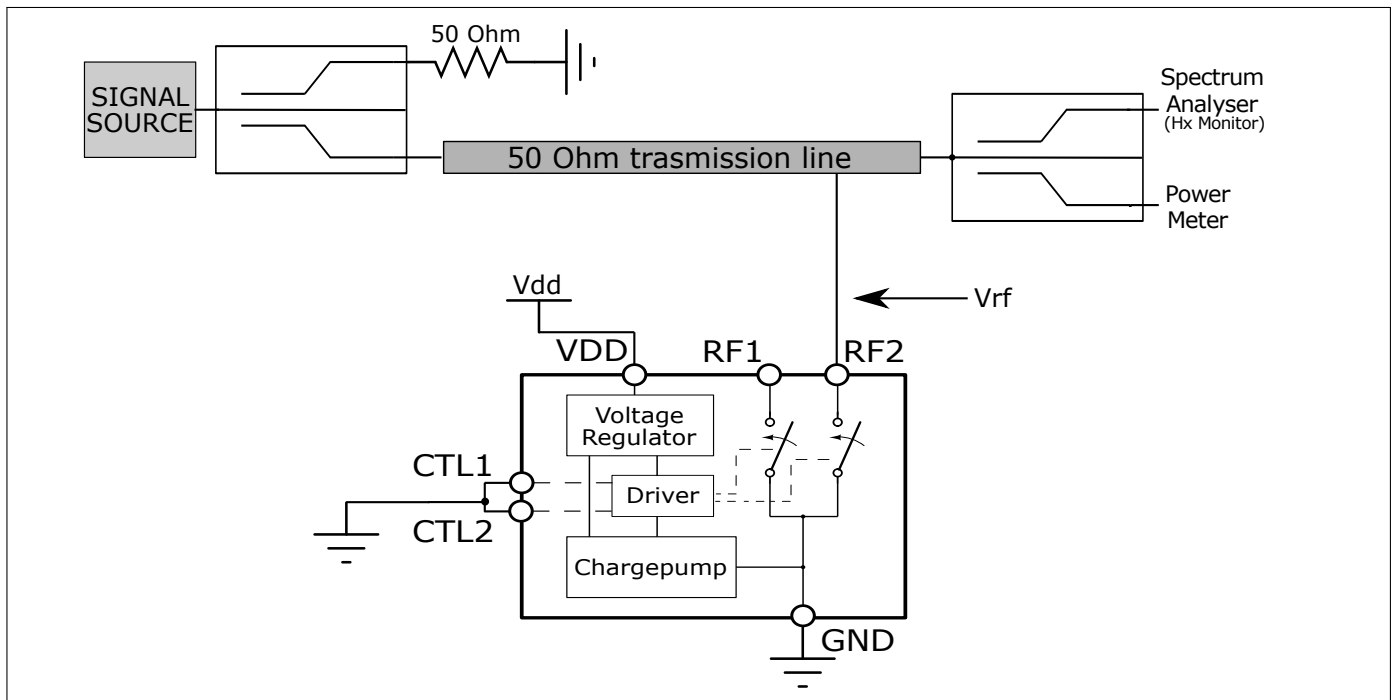 50 Ohm
SIGNAL
SOURCE
Spectrum
Analyser
(Hx Monitor)
50 Ohm trasmission line
Power
Meter
Vdd
Vrf
VDD
RF1
RF2
Voltage
Regulator
CTL1
Driver
CTL2
Chargepump
GND